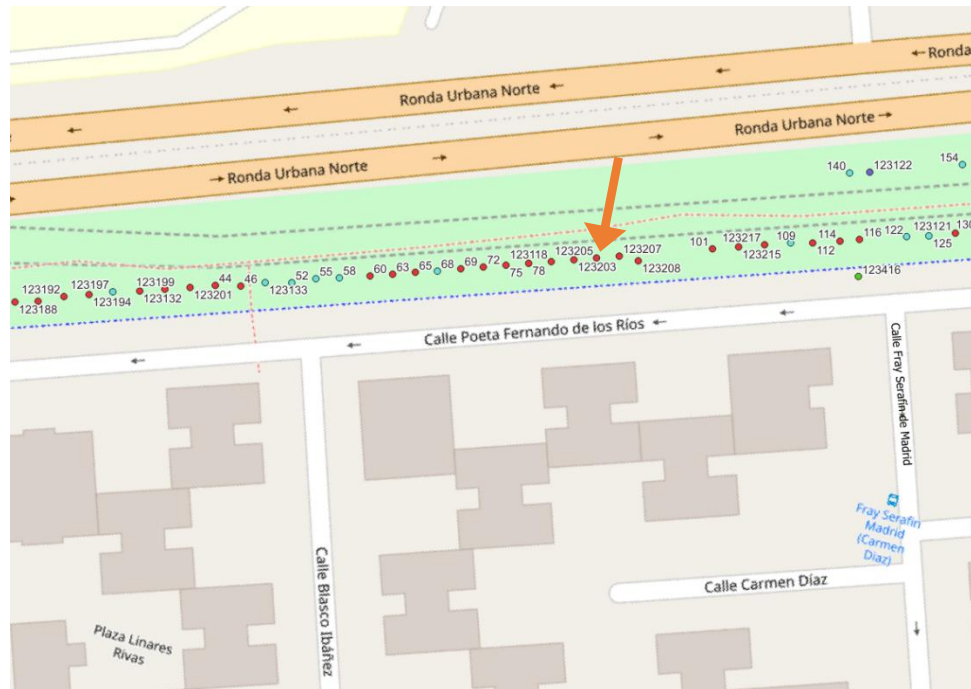 Ronda
Ronda Urbana Norte
Ronda Urbana Norte
Ronda Urbana Norte
140
123122
154
101
123217
123215
109
114
112
116
122
123121
125
130
123205
123203
123207
123208
123118
75
78
72
69
68
65
63
60
58
55
52
123133
46
44
123201
123199
123132
123194
123197
123192
123188
123416
Calle Poeta Fernando de los Ríos
Calle Fray Serafín de Madrid
Fray Serafín
Madrid
(Carmen
Diaz)
Calle Carmen Díaz
Calle Blasco Ibáñez
Plaza Linares
Rivas